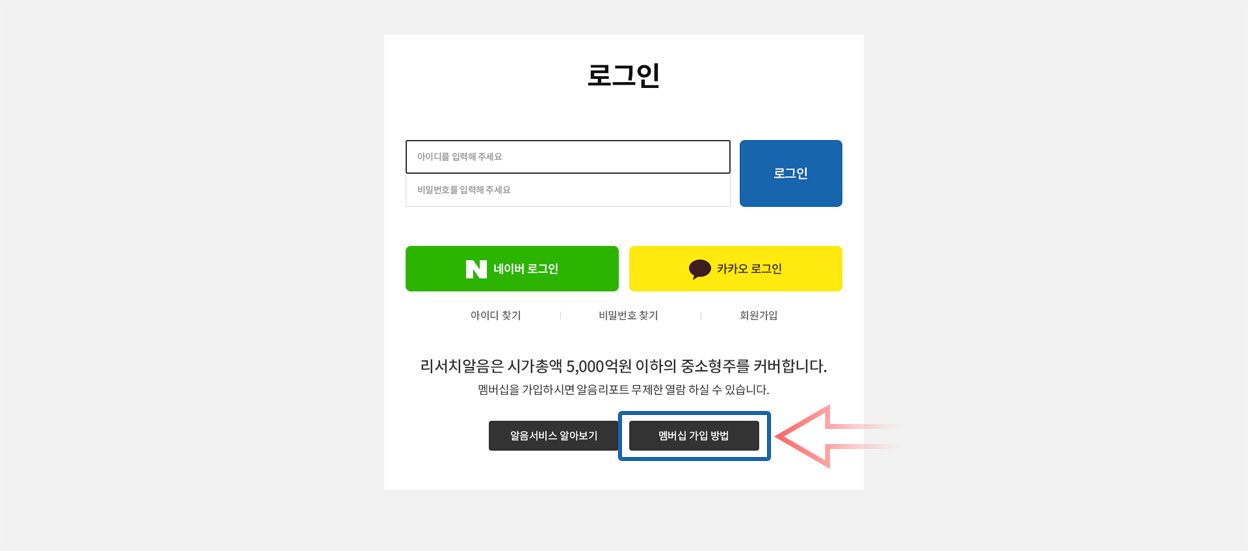 로그인
아이디를 입력해 주세요
비밀번호를 입력해 주세요
로그인
네이버 로그인
카카오 로그인
아이디 찾기
비밀번호 찾기
회원가입
리서치알음은 시가총액 5,000억원 이하의 중소형주를 커버합니다.
멤버십을 가입하시면 알음리포트 무제한 열람 하실 수 있습니다.
알음서비스 알아보기
멤버십 가입 방법